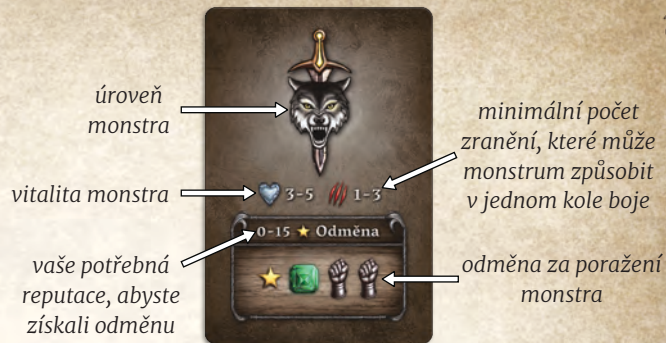 úroveň
monstra
vitalita monstra
vaše potřebná
reputace, abyste
získali odměnu
3-5 1-3
0-15 Odměna
minimální počet
zranění, které může
monstrum způsobit
v jednom kole boje
odměna za poražení
monstra